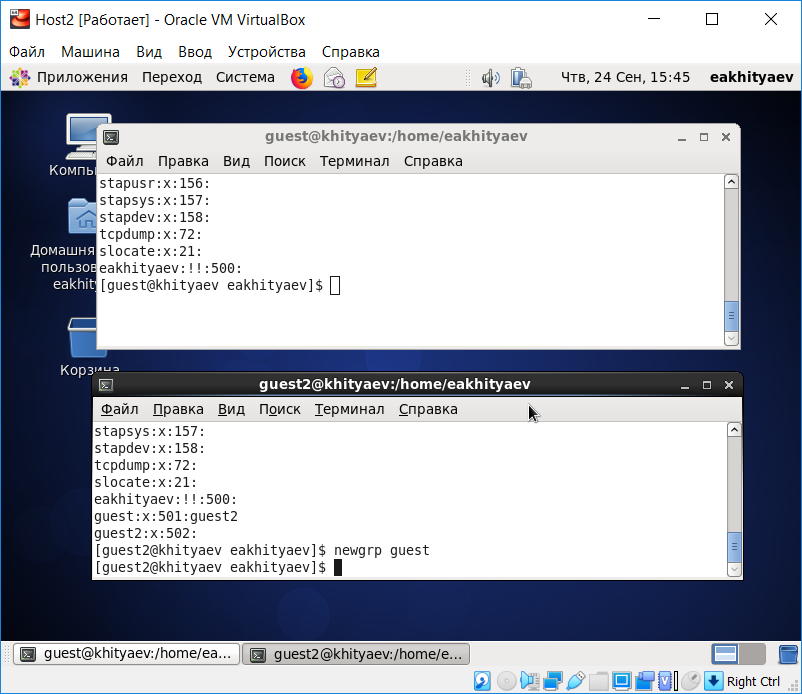 Host2 [Работает] - Oracle VM VirtualBox
Файл Машина Вид Ввод Устройства Справка
Приложения Переход Система Чтв, 24 Сен, 15:45 eakhityaev
Компь
Домашня
пользов
eakhity
Корзина
guest@khityaev:/home/eakhityaev
Файл Правка Вид Поиск Терминал Справка
stapusr:x:156:
stapsys:x:157:
stapdev:x:158:
tcpdump:x:72:
slocate:x:21:
eakhityaev:!!:500:
[guest@khityaev eakhityaev]$
guest2@khityaev:/home/eakhityaev
Файл Правка Вид Поиск Терминал Справка
stapsys:x:157:
stapdev:x:158:
tcpdump:x:72:
slocate:x:21:
eakhityaev:!!:500:
guest:x:501:guest2
guest2:x:502:
[guest2@khityaev eakhityaev]$ newgrp guest
[guest2@khityaev eakhityaev]$
guest@khityaev:/home/ea... guest2@khityaev:/home/e...
Right Ctrl